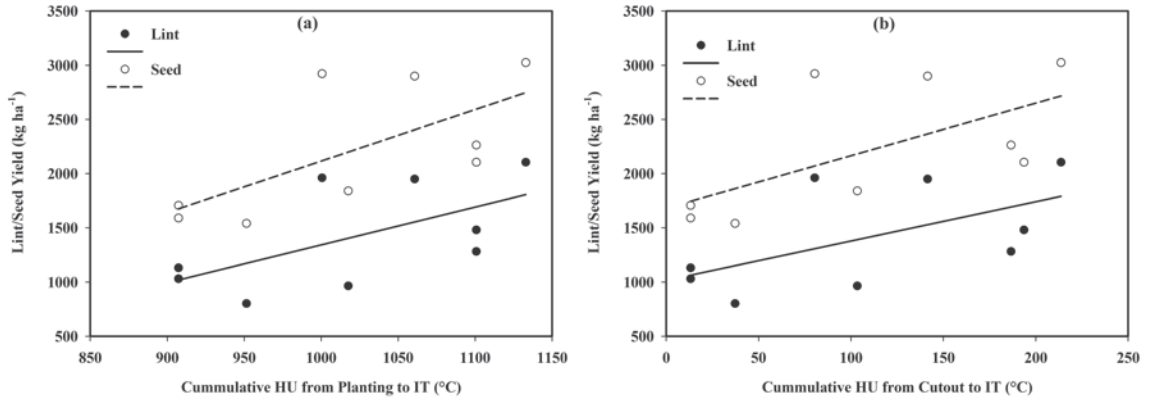 (a)
Lint
Seed
3500
3000
2500
2000
1500
1000
500
Lint/Seed Yield (kg ha⁻¹)
850 900 950 1000 1050 1100 1150
Cummulative HU from Planting to IT (°C)
(b)
Lint
Seed
3500
3000
2500
2000
1500
1000
500
Lint/Seed Yield (kg ha⁻¹)
0 50 100 150 200 250
Cummulative HU from Cutout to IT (°C)